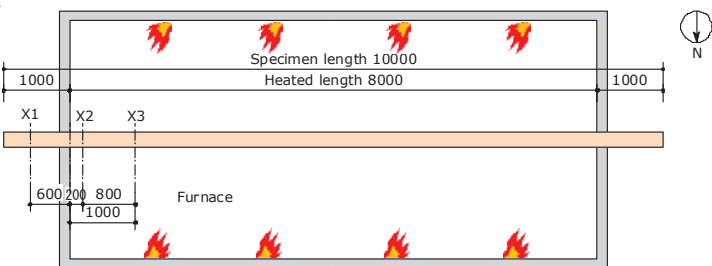 Specimen length 10000
N
1000 Heated length 8000 1000
X1 X2 X3
600 200 800 Furnace
1000